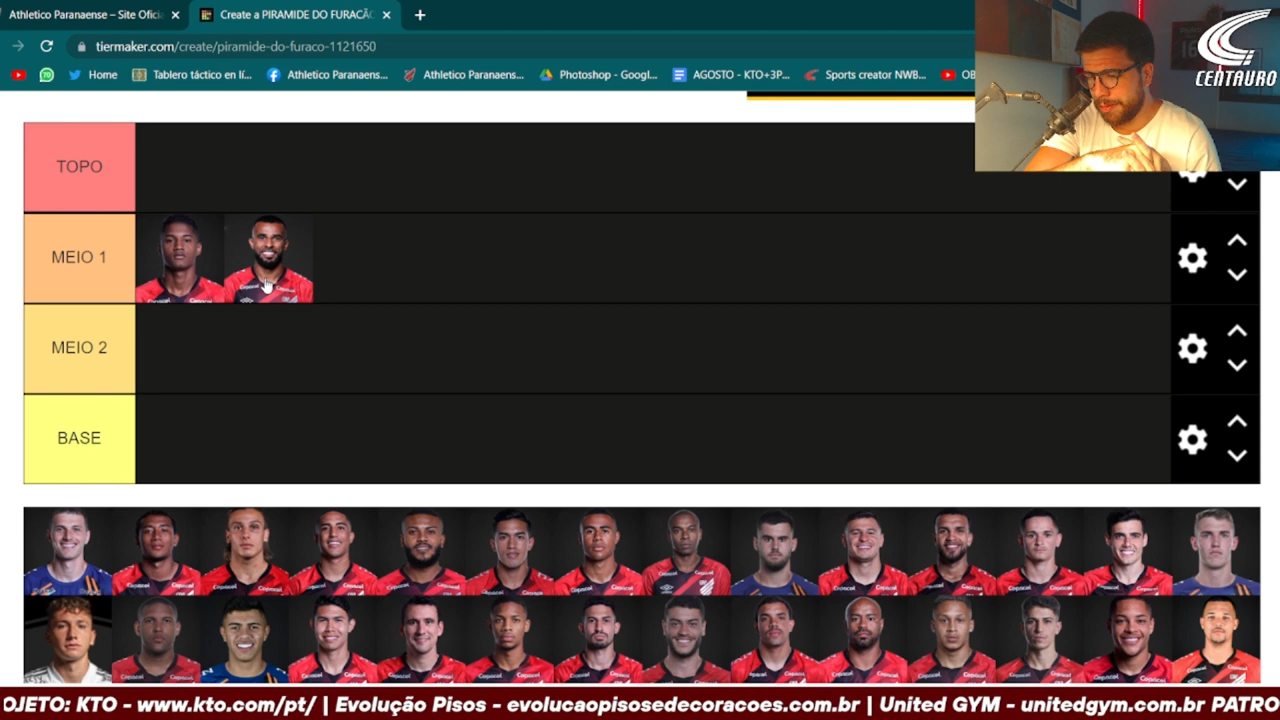 Athletico Paranaense – Site Ofici
Create a PIRAMIDE DO FURACÃO
tiermaker.com/create/piramide-do-furaco-1121650
Home
Tablero táctico en lí...
Athletico Paranaens...
Athletico Paranaens...
Photoshop - Googl...
AGOSTO - KTO+3P...
Sports creator NWB...
OB
CENTAURO
TOPO
MEIO 1
MEIO 2
BASE
OJETO: KTO - www.kto.com/pt/ | Evolução Pisos - evolucaopisosedecoracoes.com.br | United GYM - unitedgym.com.br PATRO